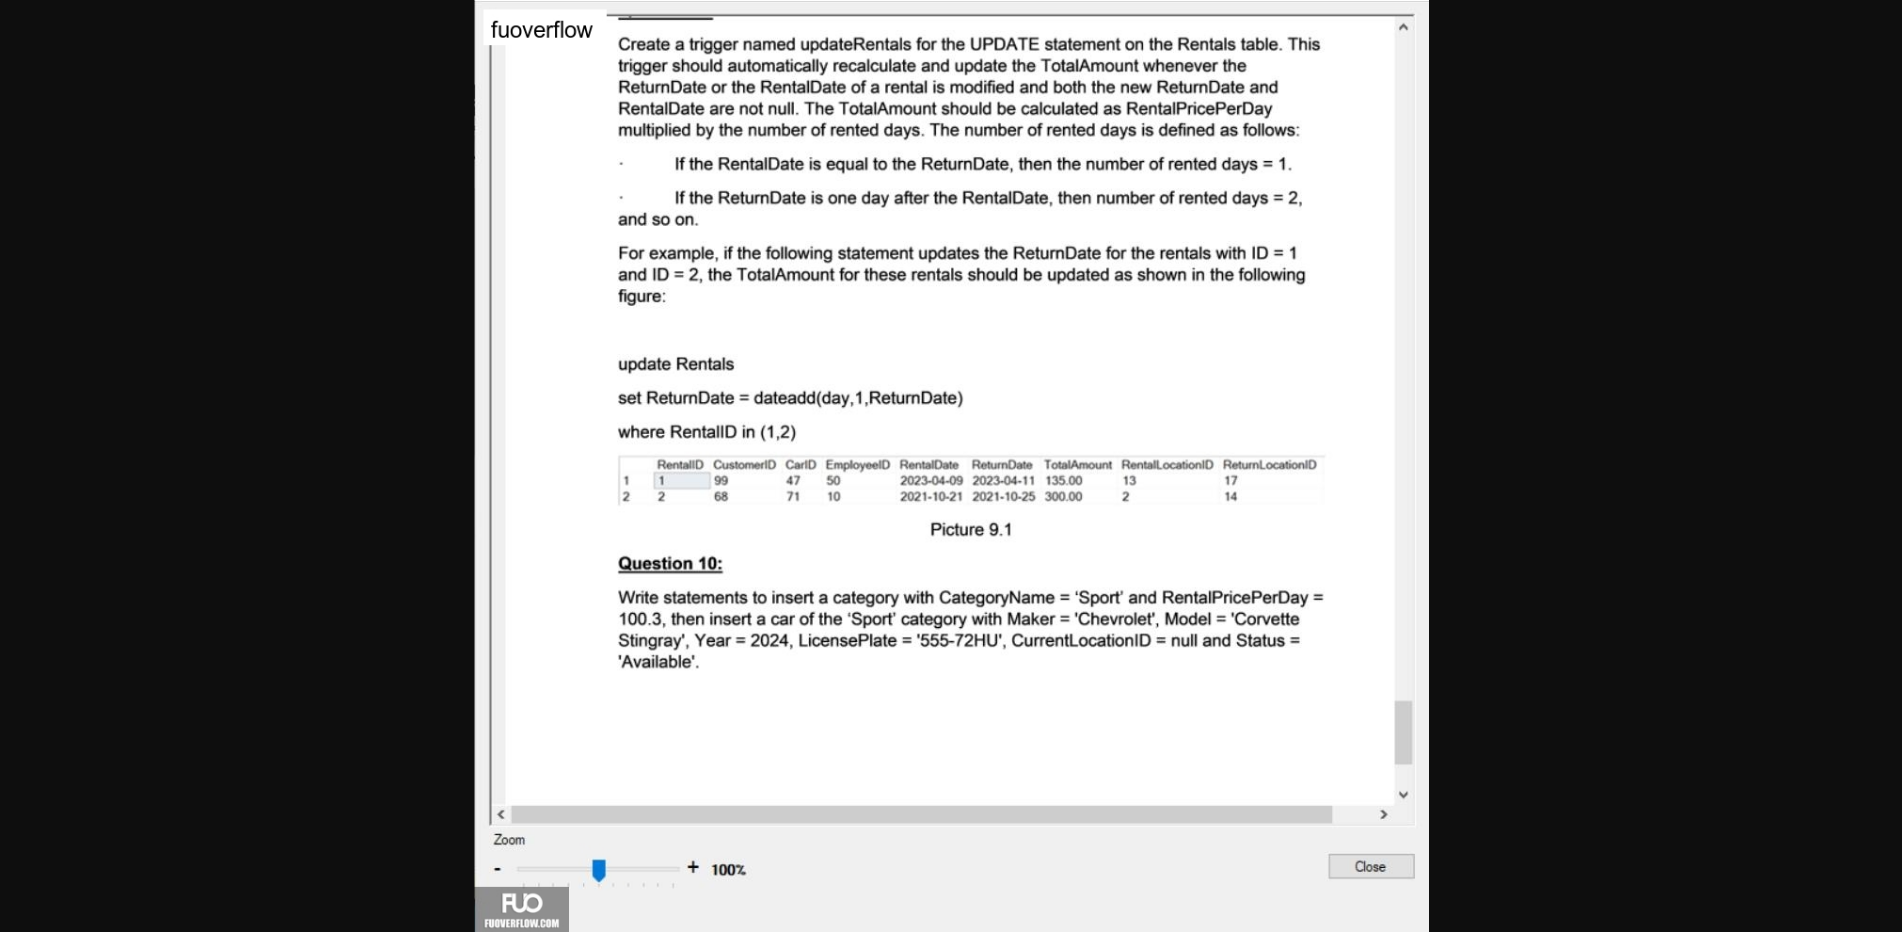 fuoverflow
Create a trigger named updateRentals for the UPDATE statement on the Rentals table. This
trigger should automatically recalculate and update the TotalAmount whenever the
ReturnDate or the RentalDate of a rental is modified and both the new ReturnDate and
RentalDate are not null. The TotalAmount should be calculated as RentalPricePerDay
multiplied by the number of rented days. The number of rented days is defined as follows:
· If the RentalDate is equal to the ReturnDate, then the number of rented days = 1.
· If the ReturnDate is one day after the RentalDate, then number of rented days = 2,
and so on.
For example, if the following statement updates the ReturnDate for the rentals with ID = 1
and ID = 2, the TotalAmount for these rentals should be updated as shown in the following
figure:
update Rentals
set ReturnDate = dateadd(day,1,ReturnDate)
where RentalID in (1,2)
RentalID CustomerID CarID EmployeeID RentalDate ReturnDate TotalAmount RentalLocationID ReturnLocationID
1 1 99 47 50 2023-04-09 2023-04-11 135.00 13 17
2 2 68 71 10 2021-10-21 2021-10-25 300.00 2 14
Picture 9.1
Question 10:
Write statements to insert a category with CategoryName = ‘Sport’ and RentalPricePerDay =
100.3, then insert a car of the ‘Sport’ category with Maker = 'Chevrolet', Model = 'Corvette
Stingray', Year = 2024, LicensePlate = '555-72HU', CurrentLocationID = null and Status =
'Available'.
Zoom
- + 100%
Close
FUO
FUOVERFLOW.COM